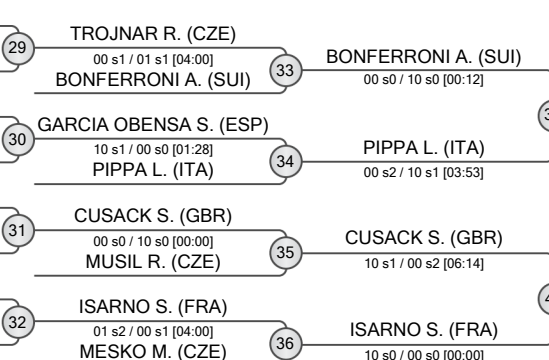 29
TROJNAR R. (CZE)
00 s1 / 01 s1 [04:00]
BONFERRONI A. (SUI)
33
BONFERRONI A. (SUI)
00 s0 / 10 s0 [00:12]
30
GARCIA OBENSA S. (ESP)
10 s1 / 00 s0 [01:28]
PIPPA L. (ITA)
34
PIPPA L. (ITA)
00 s2 / 10 s1 [03:53]
31
CUSACK S. (GBR)
00 s0 / 10 s0 [00:00]
MUSIL R. (CZE)
35
CUSACK S. (GBR)
10 s1 / 00 s2 [06:14]
32
ISARNO S. (FRA)
01 s2 / 00 s1 [04:00]
MESKO M. (CZE)
36
ISARNO S. (FRA)
10 s0 / 00 s0 [00:00]